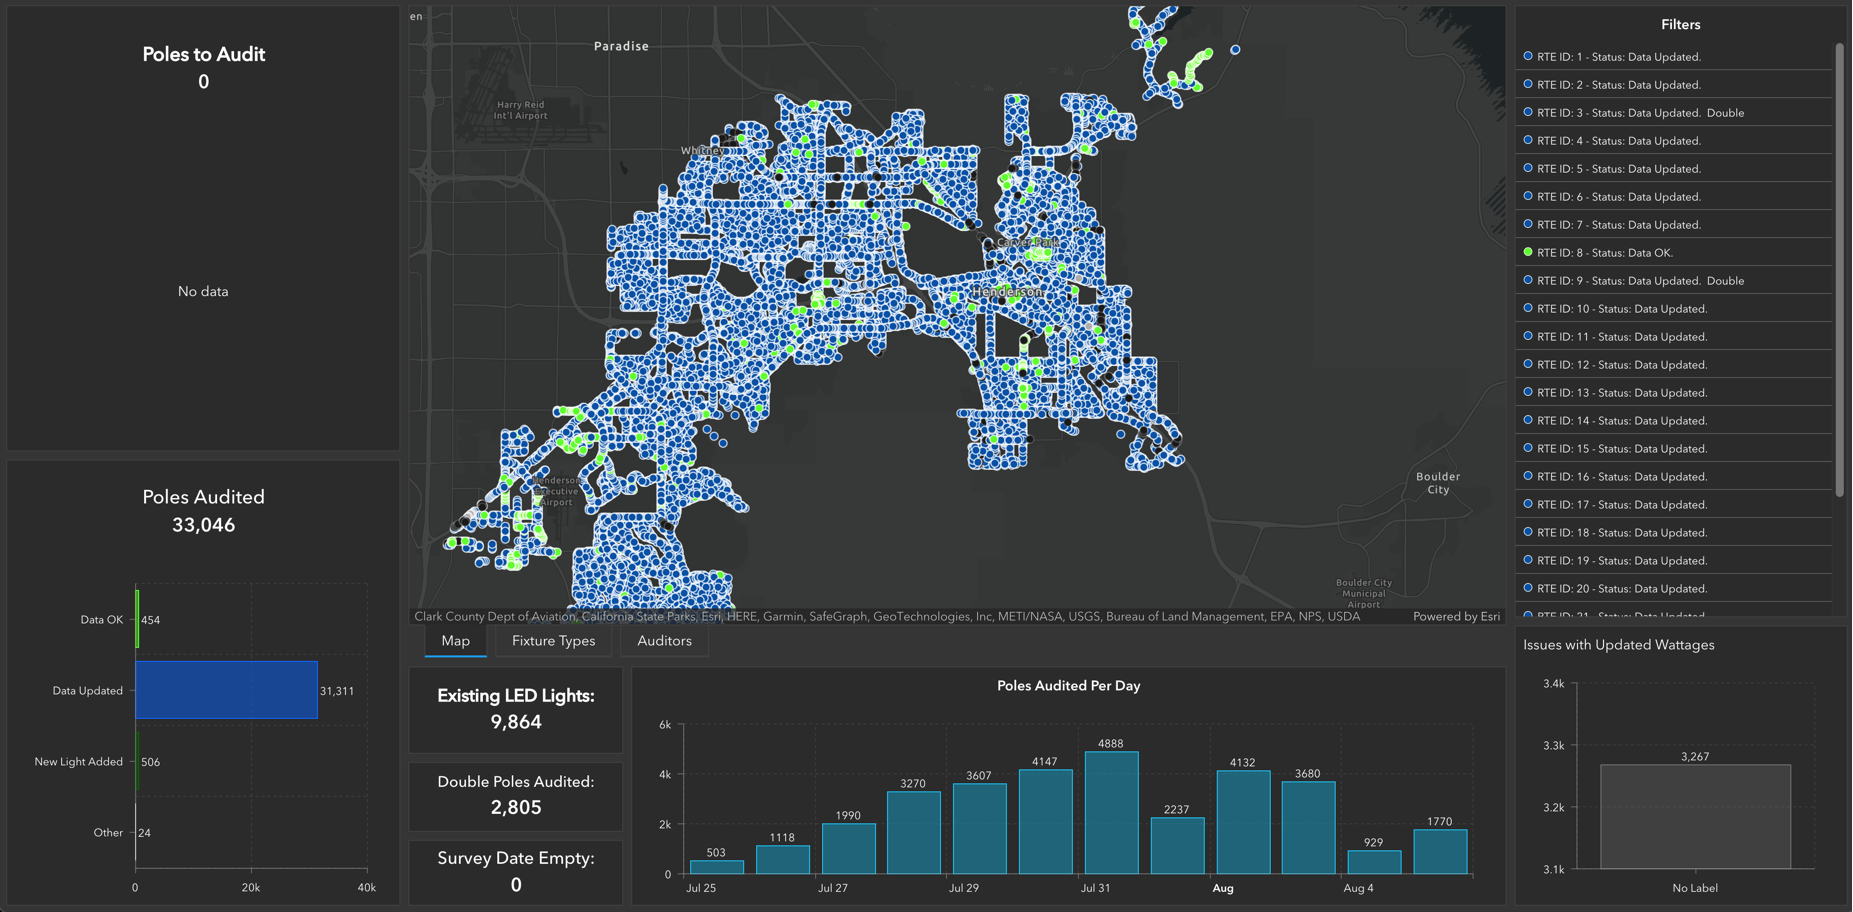 Poles to Audit
0
No data
Poles Audited
33,046
Data OK
454
Data Updated
31,311
New Light Added
506
Other
24
0
20k
40k
en
Paradise
Harry Reid
Int'l Airport
Whitney
Carver Park
Henderson
Henderson
Executive
Airport
Boulder
City
Boulder City
Municipal
Airport
Clark County Dept of Aviation, California State Parks, Esri, HERE, Garmin, SafeGraph, GeoTechnologies, Inc, METI/NASA, USGS, Bureau of Land Management, EPA, NPS, USDA
Powered by Esri
Map
Fixture Types
Auditors
Existing LED Lights:
9,864
Double Poles Audited:
2,805
Survey Date Empty:
0
Poles Audited Per Day
6k
4k
2k
0
503
1118
1990
3270
3607
4147
4888
2237
4132
3680
929
1770
Jul 25
Jul 27
Jul 29
Jul 31
Aug
Aug 4
Filters
RTE ID: 1 - Status: Data Updated.
RTE ID: 2 - Status: Data Updated.
RTE ID: 3 - Status: Data Updated. Double
RTE ID: 4 - Status: Data Updated.
RTE ID: 5 - Status: Data Updated.
RTE ID: 6 - Status: Data Updated.
RTE ID: 7 - Status: Data Updated.
RTE ID: 8 - Status: Data OK.
RTE ID: 9 - Status: Data Updated. Double
RTE ID: 10 - Status: Data Updated.
RTE ID: 11 - Status: Data Updated.
RTE ID: 12 - Status: Data Updated.
RTE ID: 13 - Status: Data Updated.
RTE ID: 14 - Status: Data Updated.
RTE ID: 15 - Status: Data Updated.
RTE ID: 16 - Status: Data Updated.
RTE ID: 17 - Status: Data Updated.
RTE ID: 18 - Status: Data Updated.
RTE ID: 19 - Status: Data Updated.
RTE ID: 20 - Status: Data Updated.
RTE ID: 21 - Status: Data Updated.
Issues with Updated Wattages
3.4k
3.3k
3.2k
3.1k
3,267
No Label